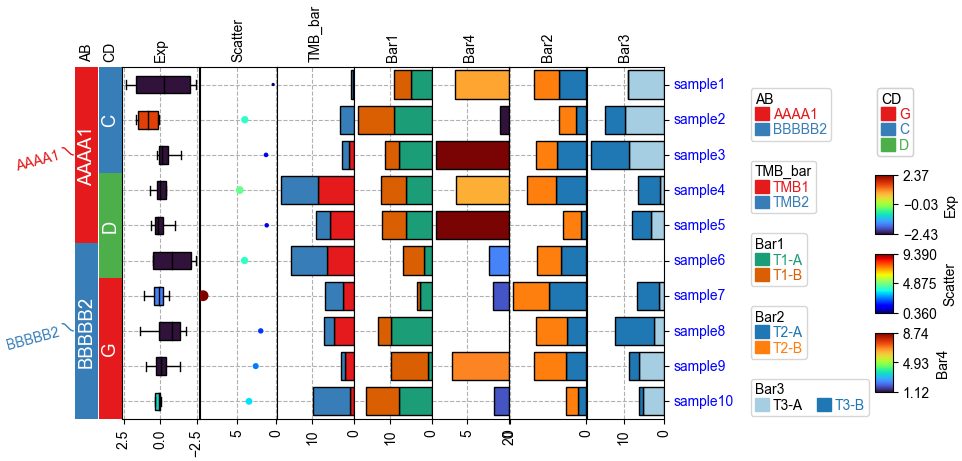 AB CD Exp Scatter TMB_bar Bar1 Bar4 Bar2 Bar3
AAAA1 AAAA1 C
D
BBBBB2 BBBBB2 G
sample1
sample2
sample3
sample4
sample5
sample6
sample7
sample8
sample9
sample10
2.5 0.0 −2.5 5 0 10 0 10 0 5 0 20 0 10 0
AB
AAAA1
BBBBB2
TMB_bar
TMB1
TMB2
Bar1
T1-A
T1-B
Bar2
T2-A
T2-B
Bar3
T3-A T3-B
CD
G
C
D
2.37
−0.03
−2.43
Exp
9.390
4.875
0.360
Scatter
8.74
4.93
1.12
Bar4